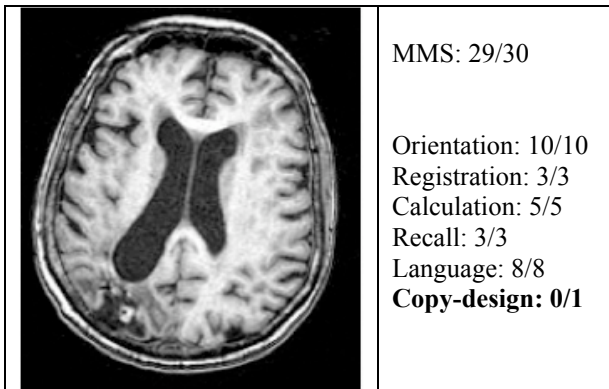 MMS: 29/30
Orientation: 10/10
Registration: 3/3
Calculation: 5/5
Recall: 3/3
Language: 8/8
Copy-design: 0/1